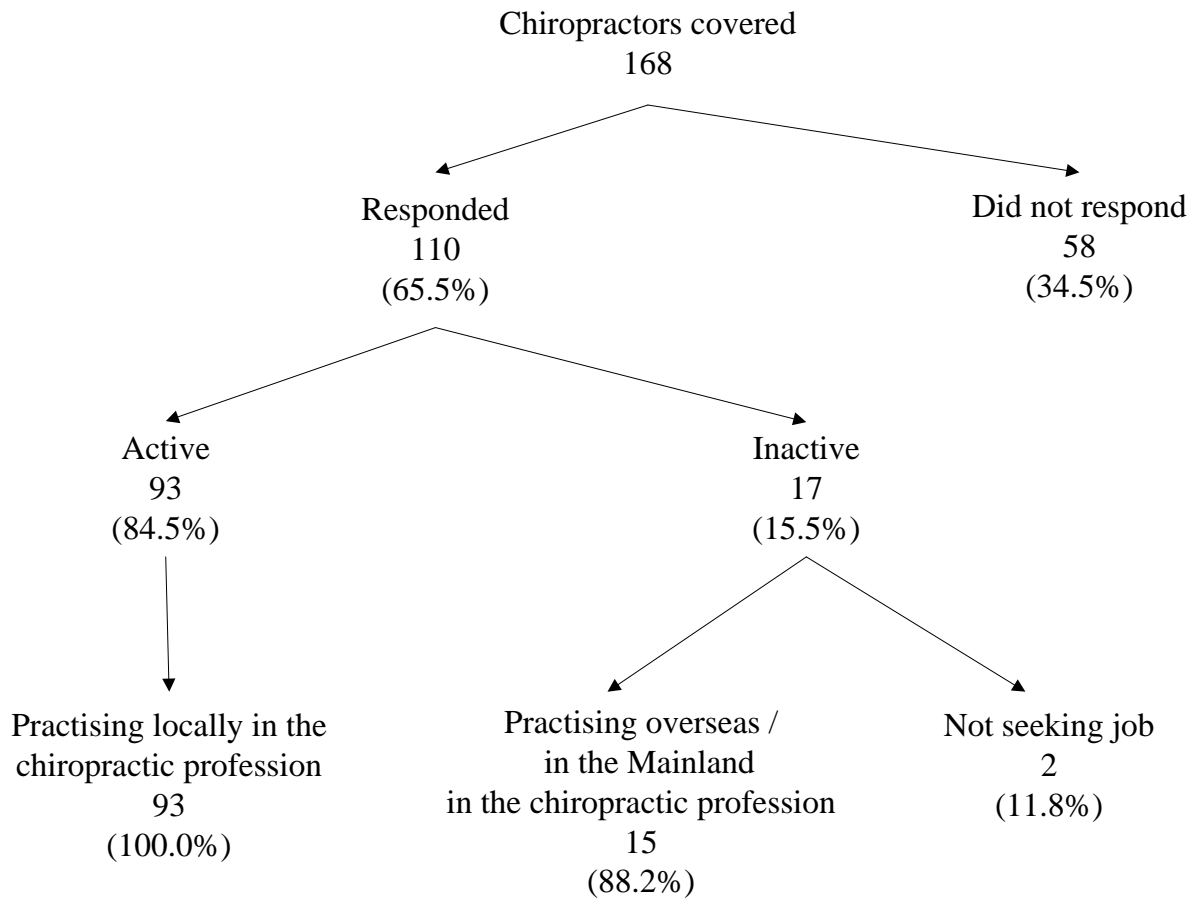 Chiropractors covered
168
Responded
110
(65.5%)
Did not respond
58
(34.5%)
Active
93
(84.5%)
Inactive
17
(15.5%)
Practising locally in the
chiropractic profession
93
(100.0%)
Practising overseas /
in the Mainland
in the chiropractic profession
15
(88.2%)
Not seeking job
2
(11.8%)